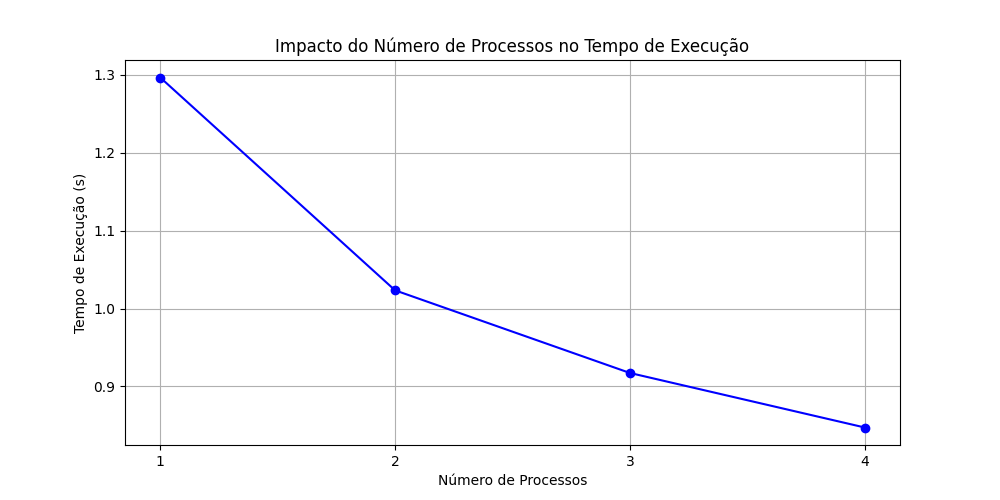 Impacto do Número de Processos no Tempo de Execução
Tempo de Execução (s)
1.3
1.2
1.1
1.0
0.9
1 2 3 4
Número de Processos